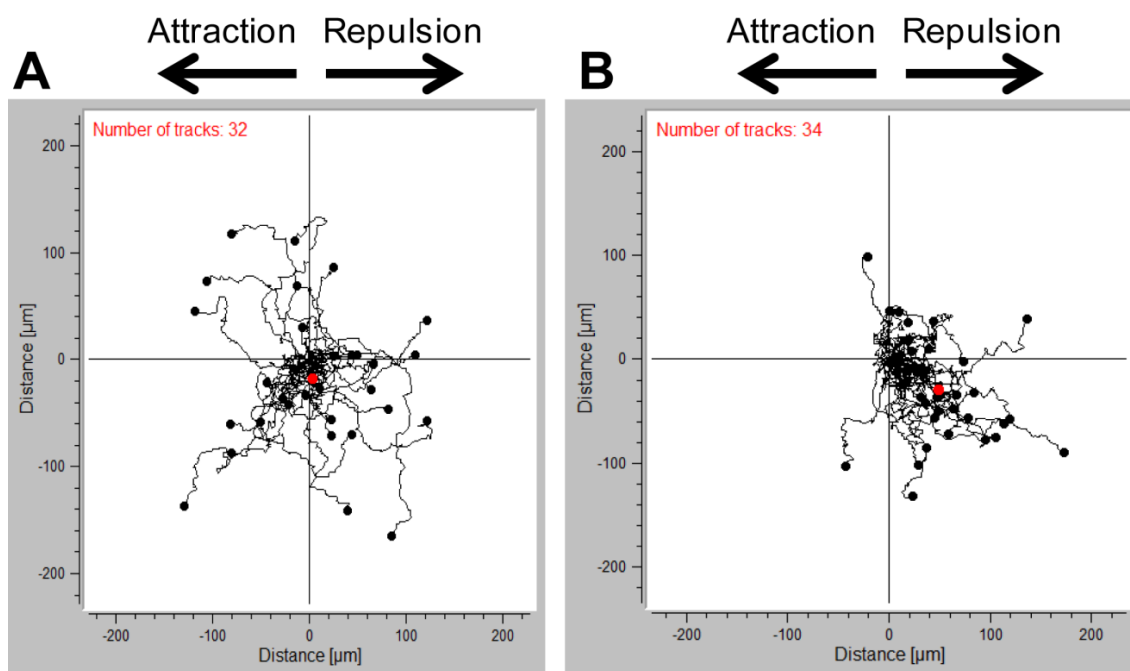 Attraction Repulsion
A
Number of tracks: 32
200
100
0
-100
-200
Distance [µm]
-200 -100 0 100 200
Distance [µm]
Attraction Repulsion
B
Number of tracks: 34
200
100
0
-100
-200
Distance [µm]
-200 -100 0 100 200
Distance [µm]